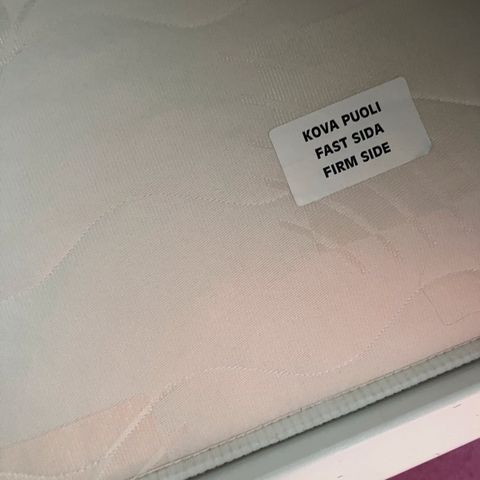 KOVA PUOLI
FAST SIDA
FIRM SIDE